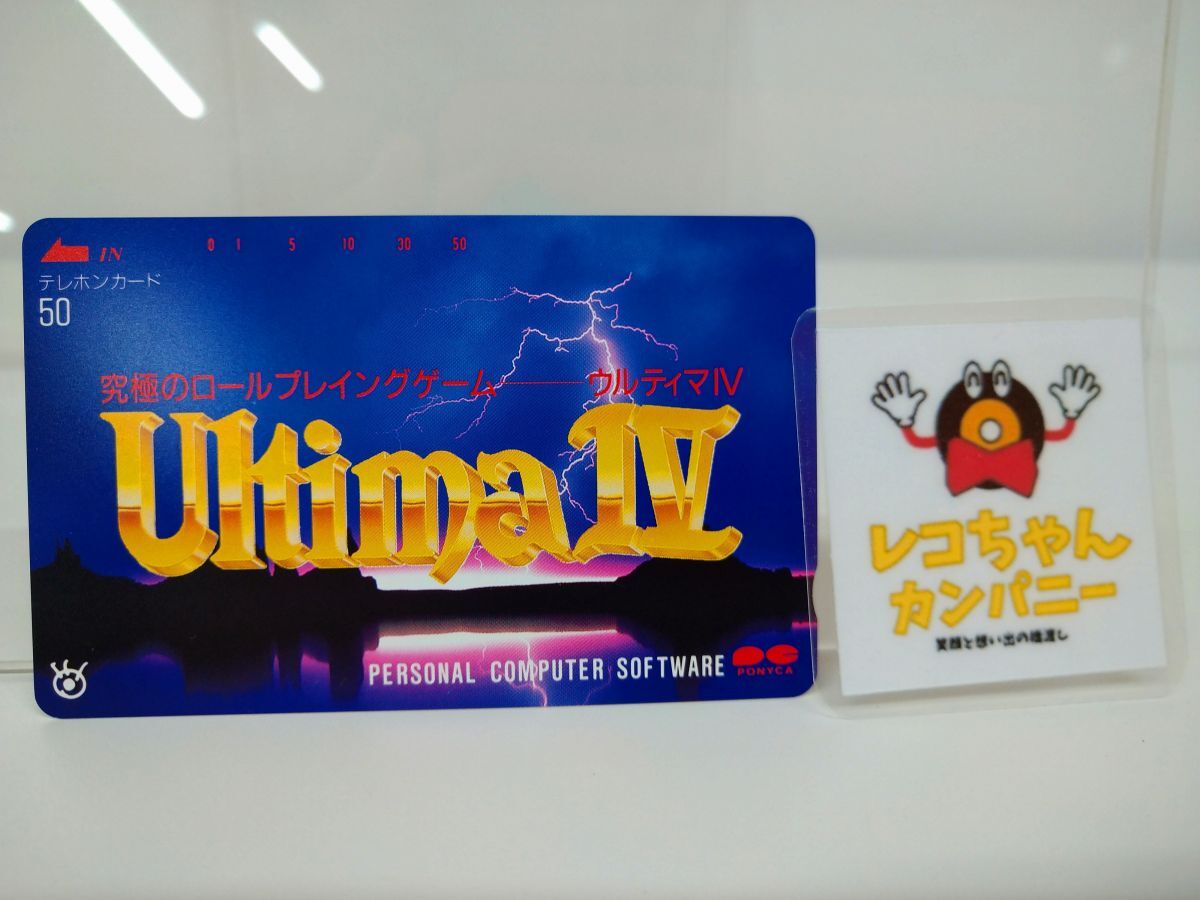 IN
0 1 5 10 30 50
テレホンカード
50
究極のロールプレイングゲーム——ウルティマIV
Ultima IV
PERSONAL COMPUTER SOFTWARE
PONYCA
レコちゃん
カンパニー
笑顔と想い出の橋渡し